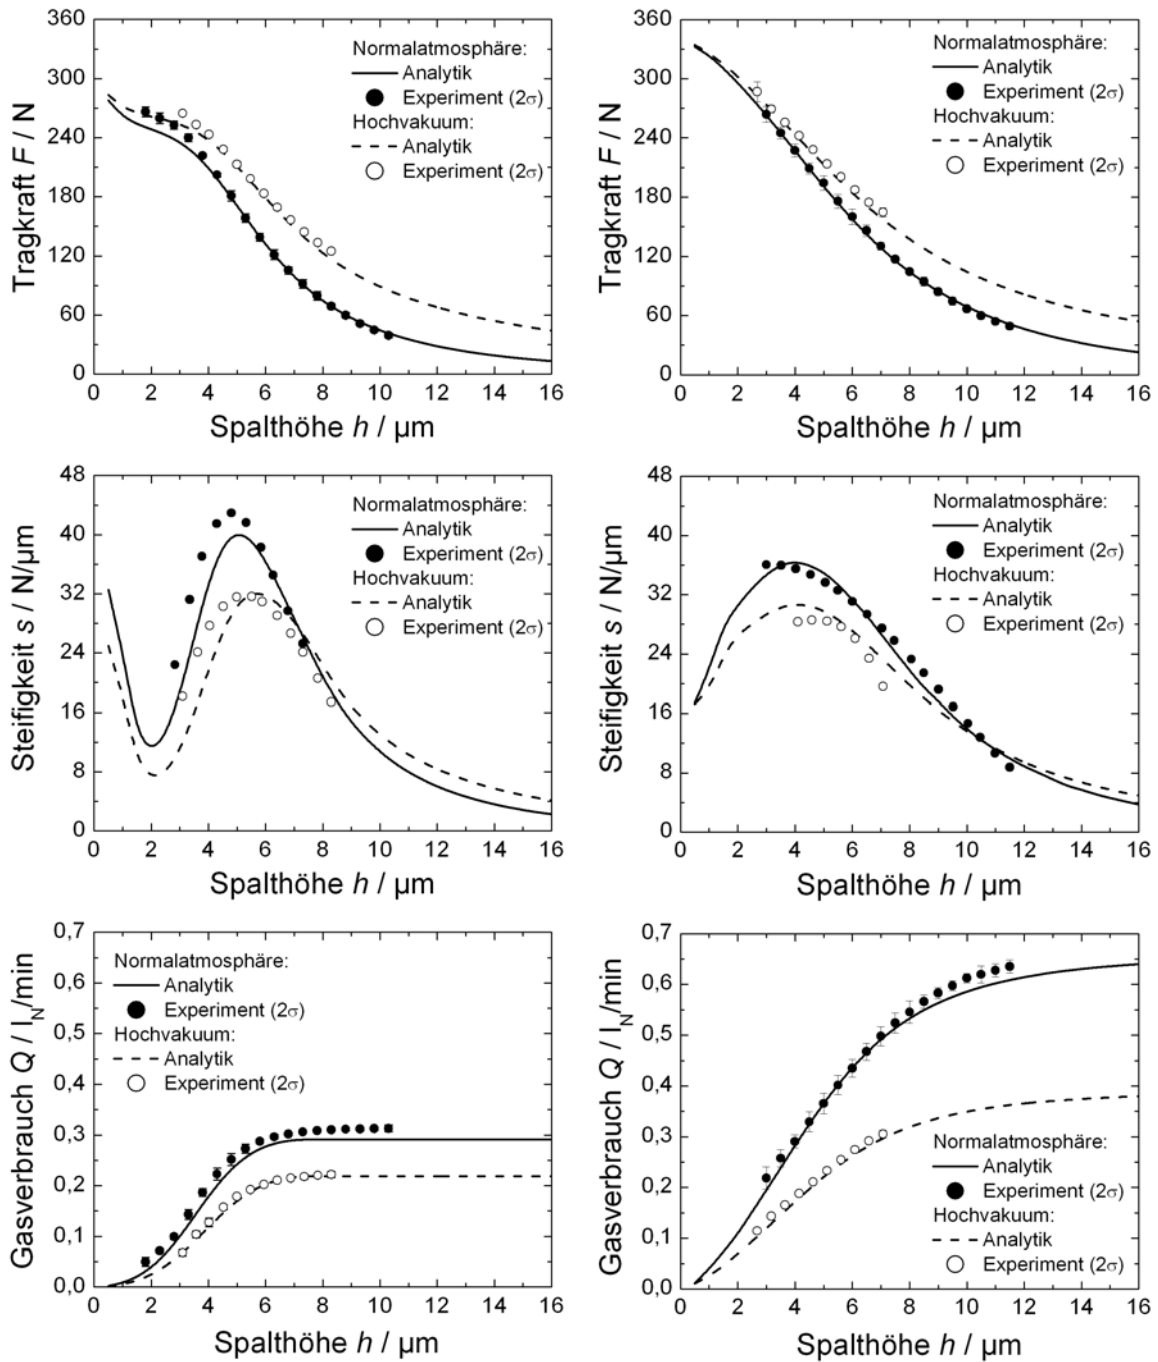 Tragkraft F / N
360
300
240
180
120
60
0
Normalatmosphäre:
Analytik
Experiment (2σ)
Hochvakuum:
Analytik
Experiment (2σ)
0 2 4 6 8 10 12 14 16
Spalthöhe h / µm
Tragkraft F / N
360
300
240
180
120
60
0
Normalatmosphäre:
Analytik
Experiment (2σ)
Hochvakuum:
Analytik
Experiment (2σ)
0 2 4 6 8 10 12 14 16
Spalthöhe h / µm
Steifigkeit s / N/µm
48
40
32
24
16
8
0
Normalatmosphäre:
Analytik
Experiment (2σ)
Hochvakuum:
Analytik
Experiment (2σ)
0 2 4 6 8 10 12 14 16
Spalthöhe h / µm
Steifigkeit s / N/µm
48
40
32
24
16
8
0
Normalatmosphäre:
Analytik
Experiment (2σ)
Hochvakuum:
Analytik
Experiment (2σ)
0 2 4 6 8 10 12 14 16
Spalthöhe h / µm
Gasverbrauch Q / l_N/min
0,7
0,6
0,5
0,4
0,3
0,2
0,1
0,0
Normalatmosphäre:
Analytik
Experiment (2σ)
Hochvakuum:
Analytik
Experiment (2σ)
0 2 4 6 8 10 12 14 16
Spalthöhe h / µm
Gasverbrauch Q / l_N/min
0,7
0,6
0,5
0,4
0,3
0,2
0,1
0,0
Normalatmosphäre:
Analytik
Experiment (2σ)
Hochvakuum:
Analytik
Experiment (2σ)
0 2 4 6 8 10 12 14 16
Spalthöhe h / µm